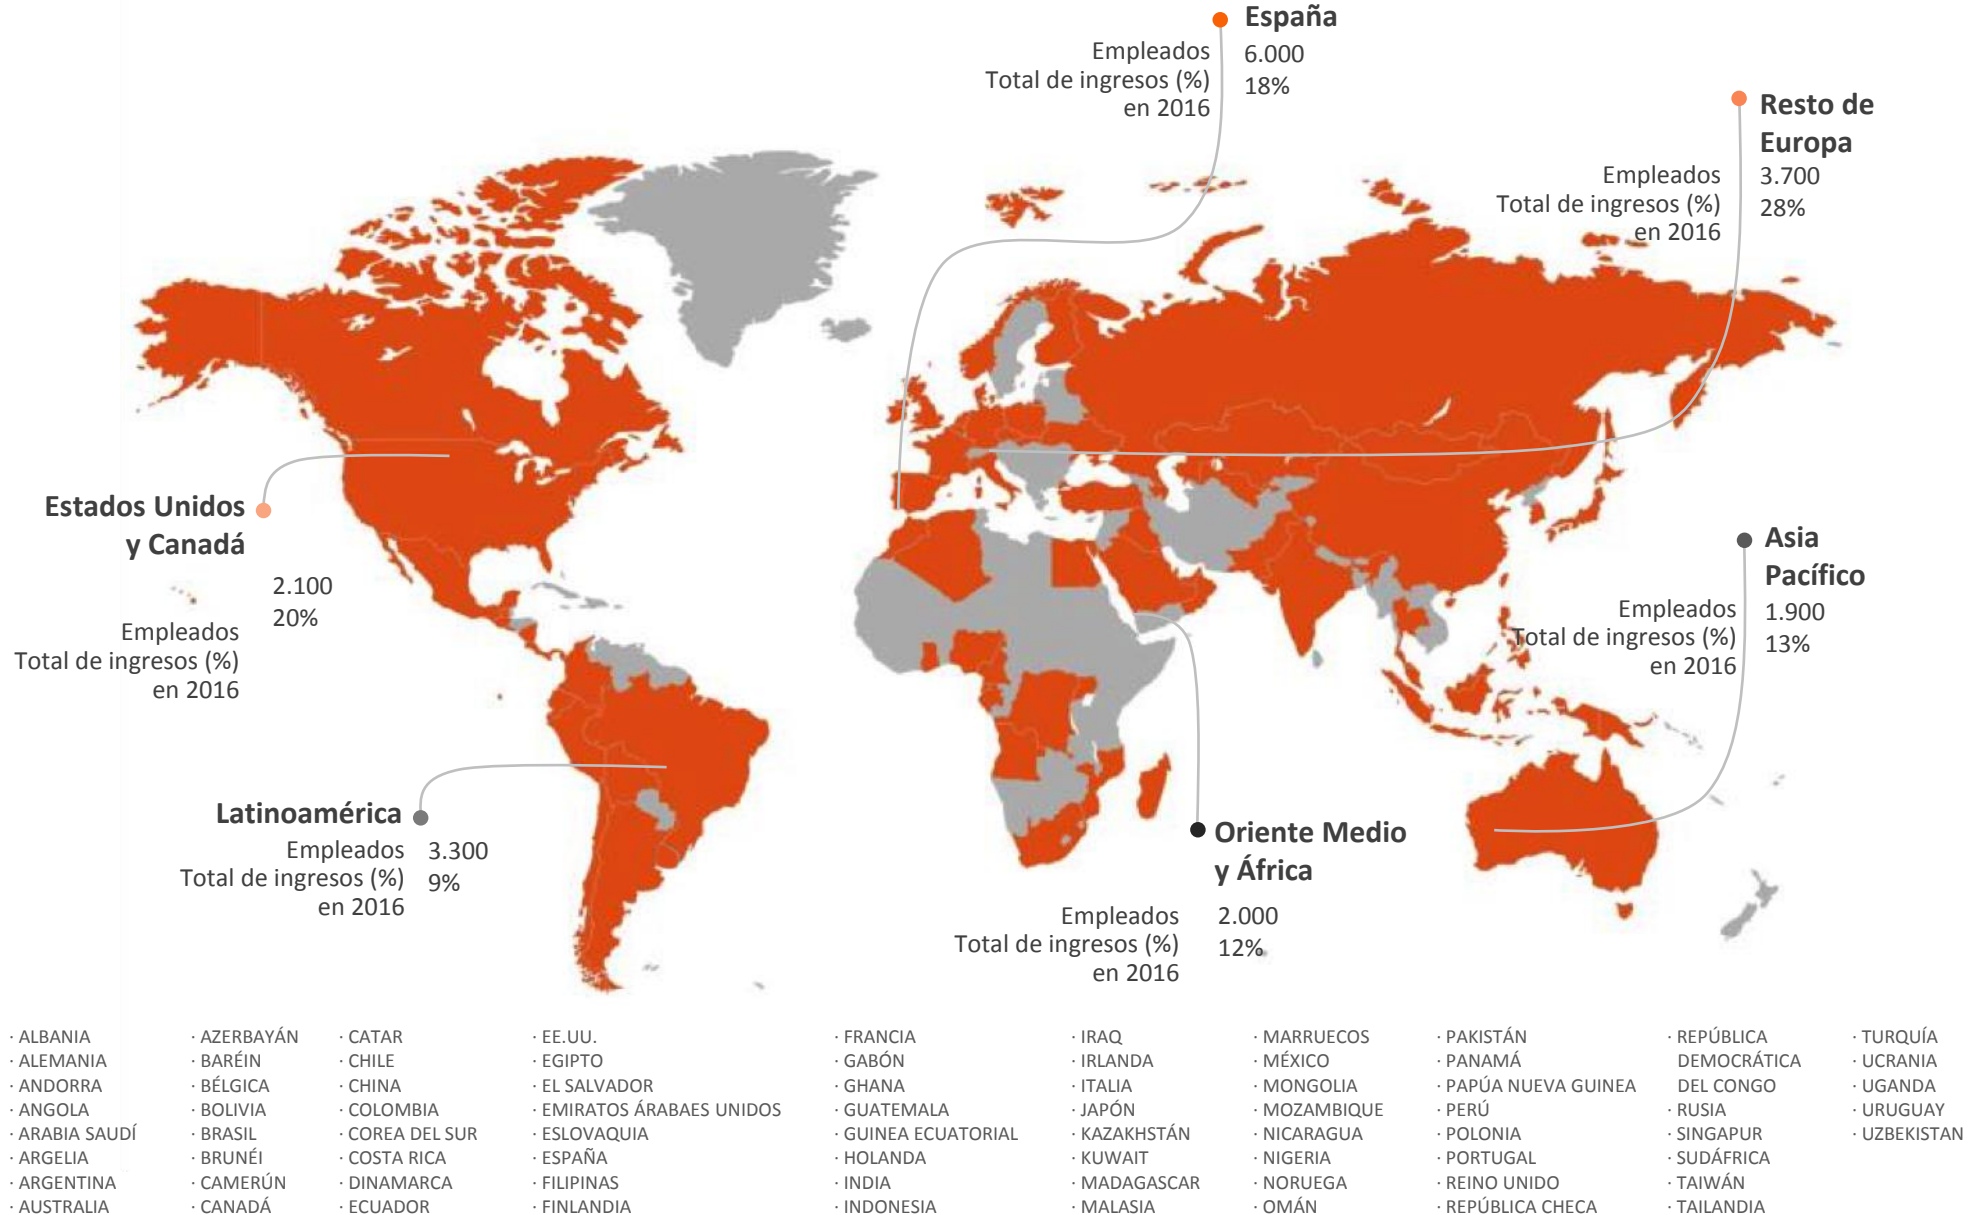 España
Empleados 6.000
Total de ingresos (%) 18%
en 2016
Resto de
Europa
Empleados 3.700
Total de ingresos (%) 28%
en 2016
Estados Unidos
y Canadá
2.100
20%
Empleados
Total de ingresos (%)
en 2016
Asia
Pacífico
Empleados 1.900
Total de ingresos (%) 13%
en 2016
Latinoamérica
Empleados 3.300
Total de ingresos (%) 9%
en 2016
Oriente Medio
y África
Empleados 2.000
Total de ingresos (%) 12%
en 2016
· ALBANIA
· ALEMANIA
· ANDORRA
· ANGOLA
· ARABIA SAUDÍ
· ARGELIA
· ARGENTINA
· AUSTRALIA
· AZERBAYÁN
· BARÉIN
· BÉLGICA
· BOLIVIA
· BRASIL
· BRUNÉI
· CAMERÚN
· CANADÁ
· CATAR
· CHILE
· CHINA
· COLOMBIA
· COREA DEL SUR
· COSTA RICA
· DINAMARCA
· ECUADOR
· EE.UU.
· EGIPTO
· EL SALVADOR
· EMIRATOS ÁRABAES UNIDOS
· ESLOVAQUIA
· ESPAÑA
· FILIPINAS
· FINLANDIA
· FRANCIA
· GABÓN
· GHANA
· GUATEMALA
· GUINEA ECUATORIAL
· HOLANDA
· INDIA
· INDONESIA
· IRAQ
· IRLANDA
· ITALIA
· JAPÓN
· KAZAKHSTÁN
· KUWAIT
· MADAGASCAR
· MALASIA
· MARRUECOS
· MÉXICO
· MONGOLIA
· MOZAMBIQUE
· NICARAGUA
· NIGERIA
· NORUEGA
· OMÁN
· PAKISTÁN
· PANAMÁ
· PAPÚA NUEVA GUINEA
· PERÚ
· POLONIA
· PORTUGAL
· REINO UNIDO
· REPÚBLICA CHECA
· REPÚBLICA
DEMOCRÁTICA
DEL CONGO
· RUSIA
· SINGAPUR
· SUDÁFRICA
· TAIWÁN
· TAILANDIA
· TURQUÍA
· UCRANIA
· UGANDA
· URUGUAY
· UZBEKISTAN